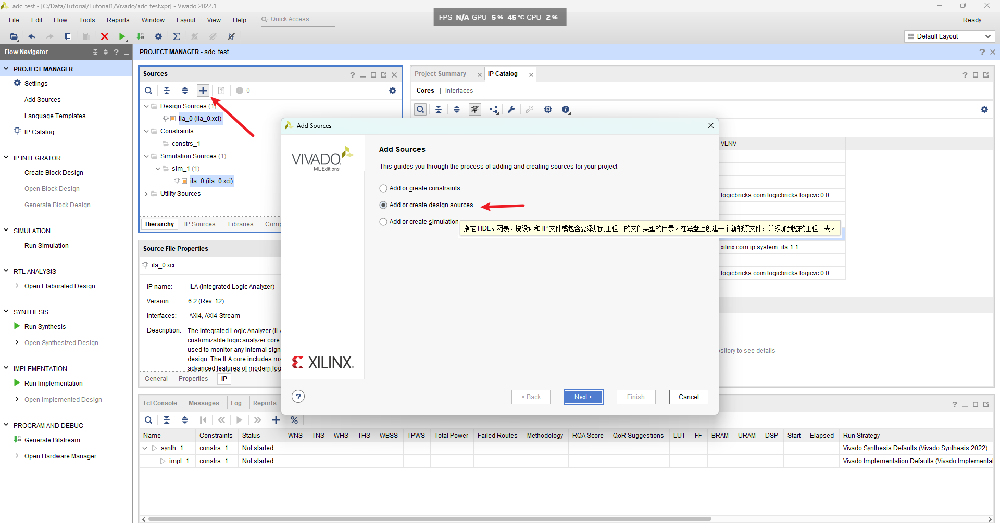 adc_test - [C:/Data/Tutorial/Tutorial1/Vivado/adc_test.xpr] - Vivado 2022.1
File Edit Flow Tools Reports Window Layout View Help
Quick Access
FPS N/A GPU 5 % 45 °C CPU 2 %
Ready
Default Layout
Flow Navigator
PROJECT MANAGER
Settings
Add Sources
Language Templates
IP Catalog
IP INTEGRATOR
Create Block Design
Open Block Design
Generate Block Design
SIMULATION
Run Simulation
RTL ANALYSIS
Open Elaborated Design
SYNTHESIS
Run Synthesis
Open Synthesized Design
IMPLEMENTATION
Run Implementation
Open Implemented Design
PROGRAM AND DEBUG
Generate Bitstream
Open Hardware Manager
PROJECT MANAGER - adc_test
Sources
0
Design Sources (1)
ila_0 (ila_0.xci)
Constraints
constrs_1
Simulation Sources (1)
sim_1 (1)
ila_0 (ila_0.xci)
Utility Sources
Hierarchy IP Sources Libraries Comp
Source File Properties
ila_0.xci
IP name: ILA (Integrated Logic Analyzer)
Version: 6.2 (Rev. 12)
Interfaces: AXI4, AXI4-Stream
Description: The Integrated Logic Analyzer (ILA
customizable logic analyzer core
used to monitor any internal sign
design. The ILA core includes ma
advanced features of modern log
General Properties IP
Project Summary IP Catalog
Cores | Interfaces
VLNV
logicbricks.com:logicbricks:logicvc:0.0
xilinx.com:ip:system_ila:1.1
logicbricks.com:logicbricks:logicvc:0.0
ository to see details
Add Sources
VIVADO
ML Editions
XILINX
Add Sources
This guides you through the process of adding and creating sources for your project
Add or create constraints
Add or create design sources
Add or create simulation
指定 HDL、网表、块设计和 IP 文件或包含要添加到工程中的文件类型的目录。在磁盘上创建一个新的源文件，并添加到您的工程中去。
? < Back Next > Finish Cancel
Tcl Console Messages Log Reports
Name Constraints Status WNS TNS WHS THS WBSS TPWS Total Power Failed Routes Methodology RQA Score QoR Suggestions LUT FF BRAM URAM DSP Start Elapsed Run Strategy
synth_1 constrs_1 Not started Vivado Synthesis Defaults (Vivado Synthesis 2022)
impl_1 constrs_1 Not started Vivado Implementation Defaults (Vivado Implementat